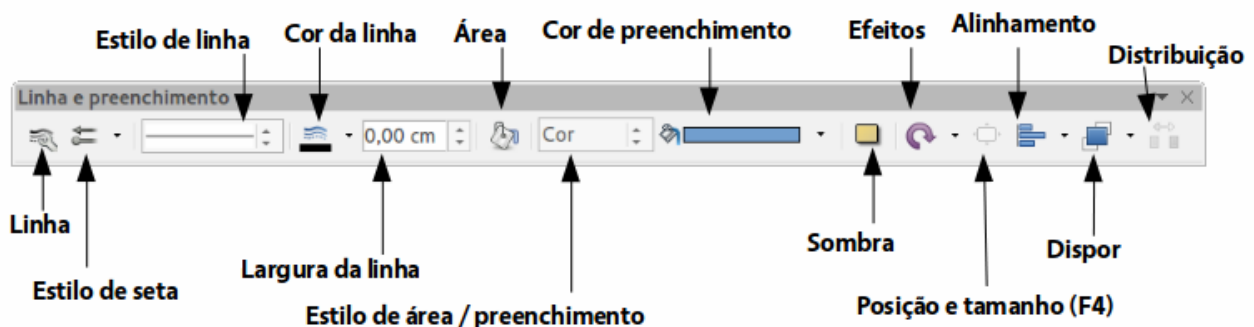 Estilo de linha
Cor da linha
Área
Cor de preenchimento
Efeitos
Alinhamento
Distribuição
Linha e preenchimento
0,00 cm
Cor
Linha
Estilo de seta
Largura da linha
Estilo de área / preenchimento
Sombra
Posição e tamanho (F4)
Dispor